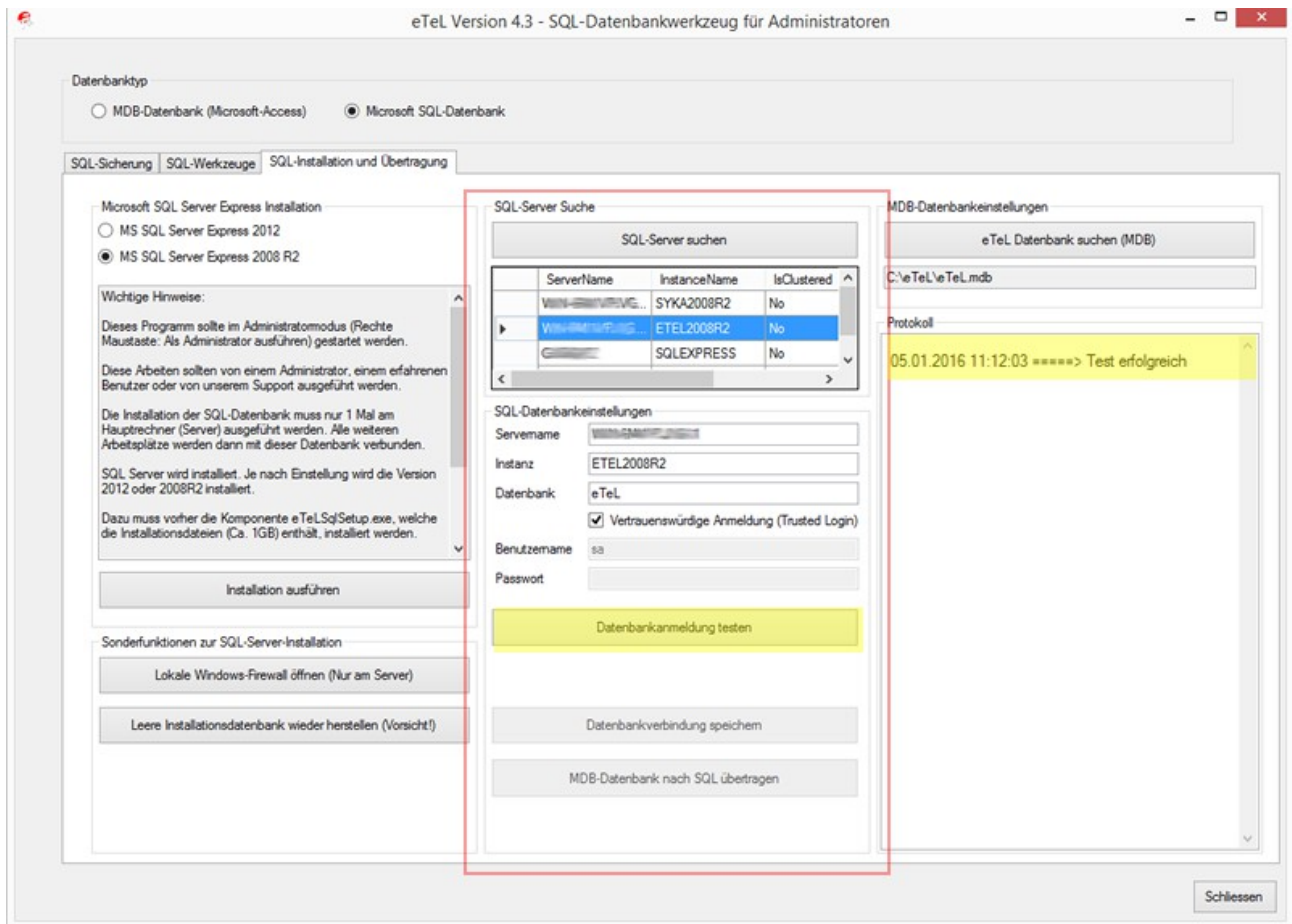 eTeL Version 4.3 - SQL-Datenbankwerkzeug für Administratoren
Datenbanktyp
MDB-Datenbank (Microsoft-Access)
Microsoft SQL-Datenbank
SQL-Sicherung
SQL-Werkzeuge
SQL-Installation und Übertragung
Microsoft SQL Server Express Installation
MS SQL Server Express 2012
MS SQL Server Express 2008 R2
Wichtige Hinweise:
Dieses Programm sollte im Administratormodus (Rechte
Maustaste: Als Administrator ausführen) gestartet werden.
Diese Arbeiten sollten von einem Administrator, einem erfahrenen
Benutzer oder von unserem Support ausgeführt werden.
Die Installation der SQL-Datenbank muss nur 1 Mal am
Hauptrechner (Server) ausgeführt werden. Alle weiteren
Arbeitsplätze werden dann mit dieser Datenbank verbunden.
SQL Server wird installiert. Je nach Einstellung wird die Version
2012 oder 2008R2 installiert.
Dazu muss vorher die Komponente eTeLSqlSetup.exe, welche
die Installationsdateien (Ca. 1GB) enthält, installiert werden.
Installation ausführen
Sonderfunktionen zur SQL-Server-Installation
Lokale Windows-Firewall öffnen (Nur am Server)
Leere Installationsdatenbank wieder herstellen (Vorsicht!)
SQL-Server Suche
SQL-Server suchen
ServerName InstanceName IsClustered
SYKA2008R2 No
ETEL2008R2 No
SQLEXPRESS No
SQL-Datenbankeinstellungen
Servername
Instanz ETEL2008R2
Datenbank eTeL
Vertrauenswürdige Anmeldung (Trusted Login)
Benutzername sa
Passwort
Datenbankanmeldung testen
Datenbankverbindung speichern
MDB-Datenbank nach SQL übertragen
MDB-Datenbankeinstellungen
eTeL Datenbank suchen (MDB)
C:\eTeL\eTeL.mdb
Protokoll
05.01.2016 11:12:03 =====> Test erfolgreich
Schliessen